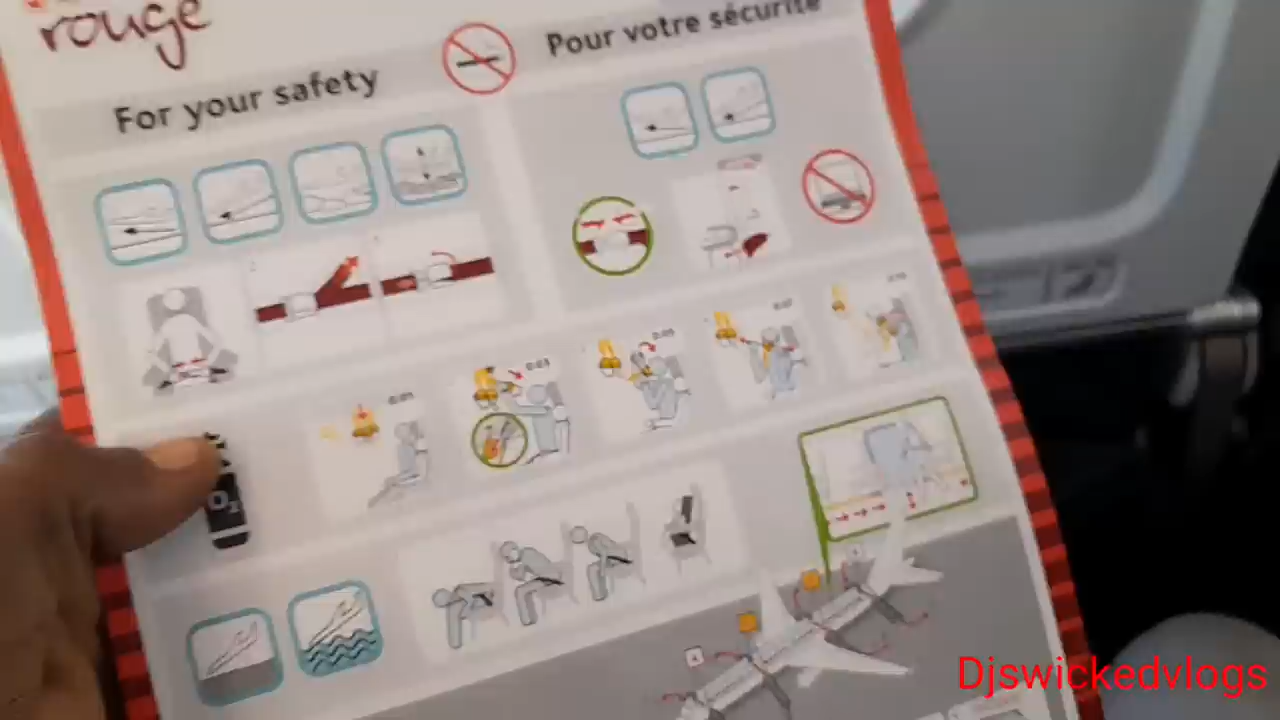 rouge
For your safety
Pour votre sécurité
O2
Djswickedvlogs